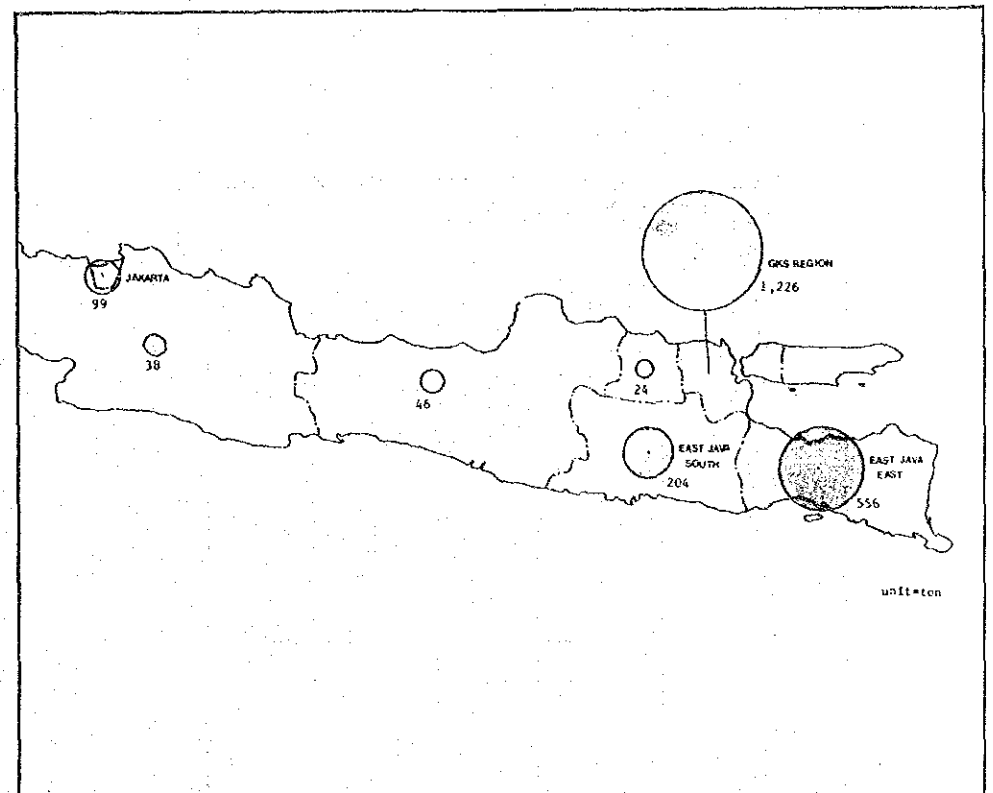 GKS REGION
1,226
JAKARTA
99
38
46
24
EAST JAVA
SOUTH
204
EAST JAVA
EAST
556
unit=ton